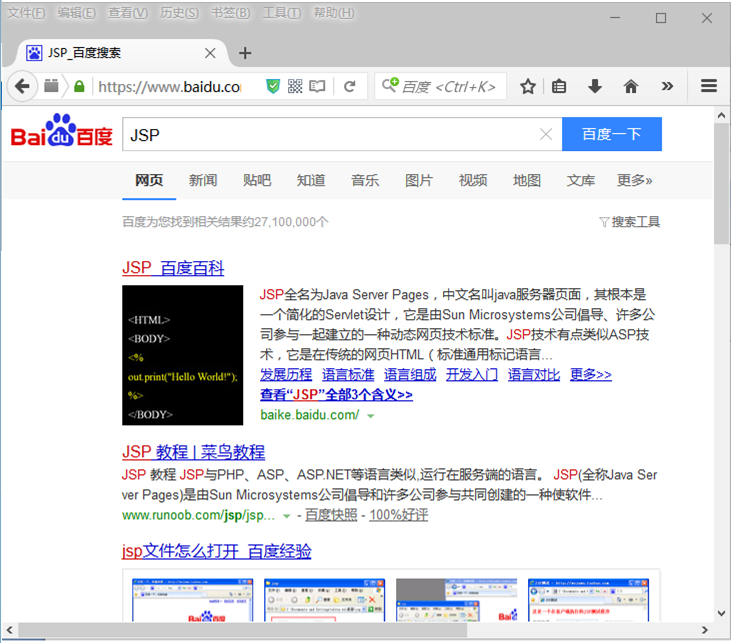 文件(F) 编辑(E) 查看(V) 历史(S) 书签(B) 工具(T) 帮助(H)
JSP_百度搜索
https://www.baidu.co
百度 <Ctrl+K>
Bai du 百度
JSP
百度一下
网页 新闻 贴吧 知道 音乐 图片 视频 地图 文库 更多»
百度为您找到相关结果约27,100,000个
搜索工具
JSP_百度百科
<HTML>
<BODY>
<%
out.print("Hello World!");
%>
</BODY>
JSP全名为Java Server Pages，中文名叫java服务器页面，其根本是
一个简化的Servlet设计，它是由Sun Microsystems公司倡导、许多公
司参与一起建立的一种动态网页技术标准。JSP技术有点类似ASP技
术，它是在传统的网页HTML（标准通用标记语言...
发展历程 语言标准 语言组成 开发入门 语言对比 更多>>
查看“JSP”全部3个含义>>
baike.baidu.com/
JSP 教程 | 菜鸟教程
JSP 教程 JSP与PHP、ASP、ASP.NET等语言类似,运行在服务端的语言。 JSP(全称Java Ser
ver Pages)是由Sun Microsystems公司倡导和许多公司参与共同创建的一种使软件...
www.runoob.com/jsp/jsp... - 百度快照 - 100%好评
jsp文件怎么打开_百度经验